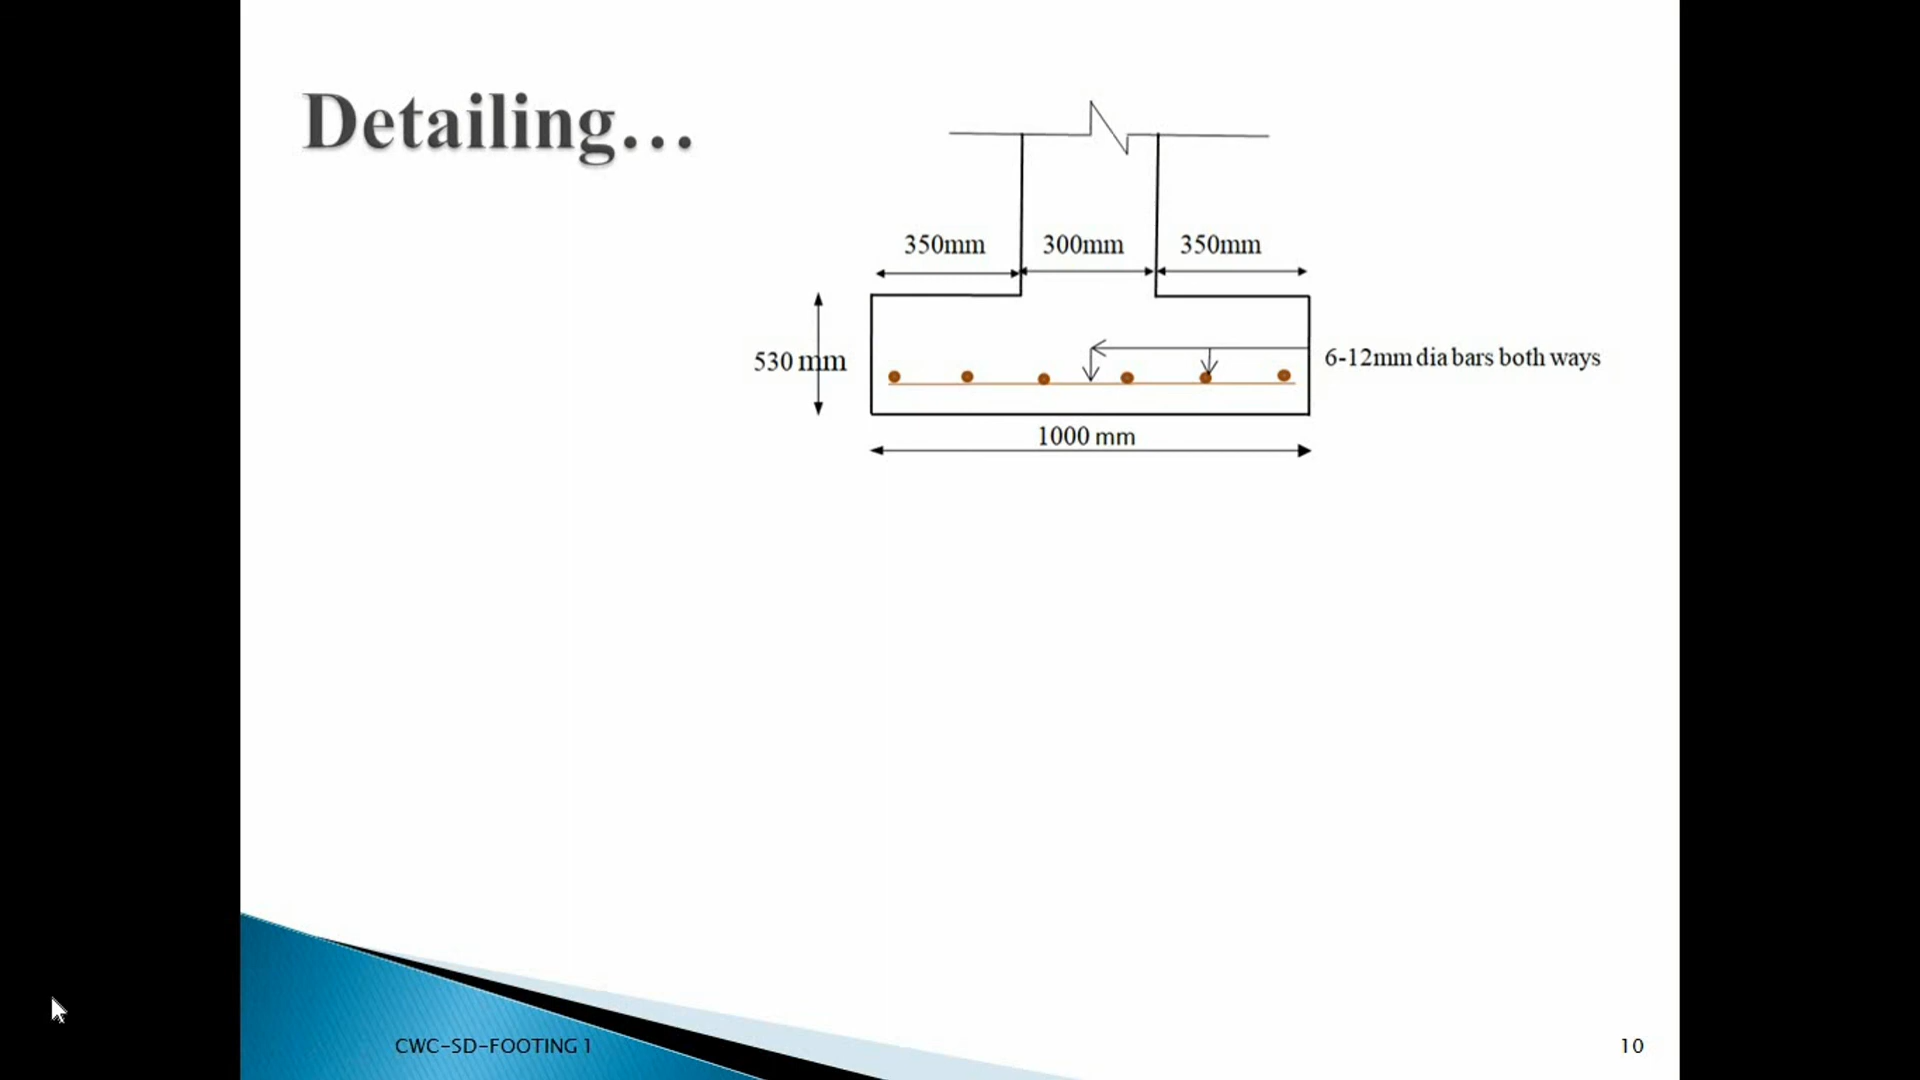 Detailing...
350mm 300mm 350mm
530 mm
6-12mm dia bars both ways
1000 mm
CWC-SD-FOOTING 1
10